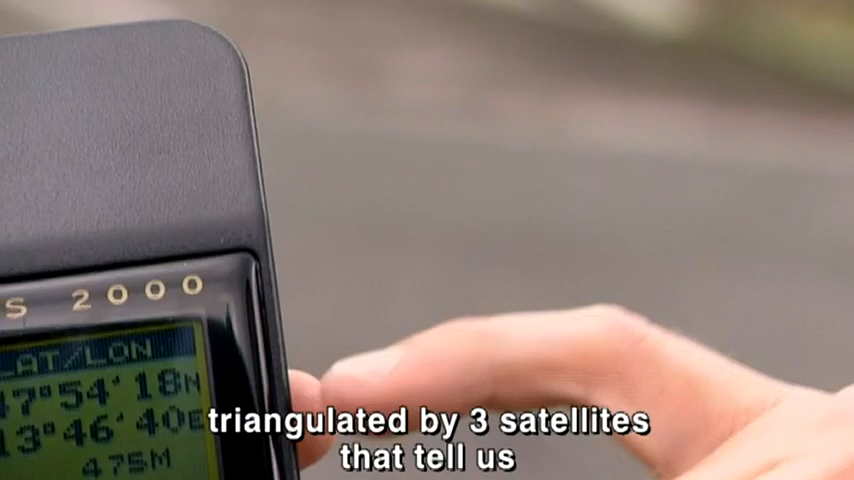 S 2000
LAT/LON
47°54'18N
13°46'40E
475M
triangulated by 3 satellites
that tell us